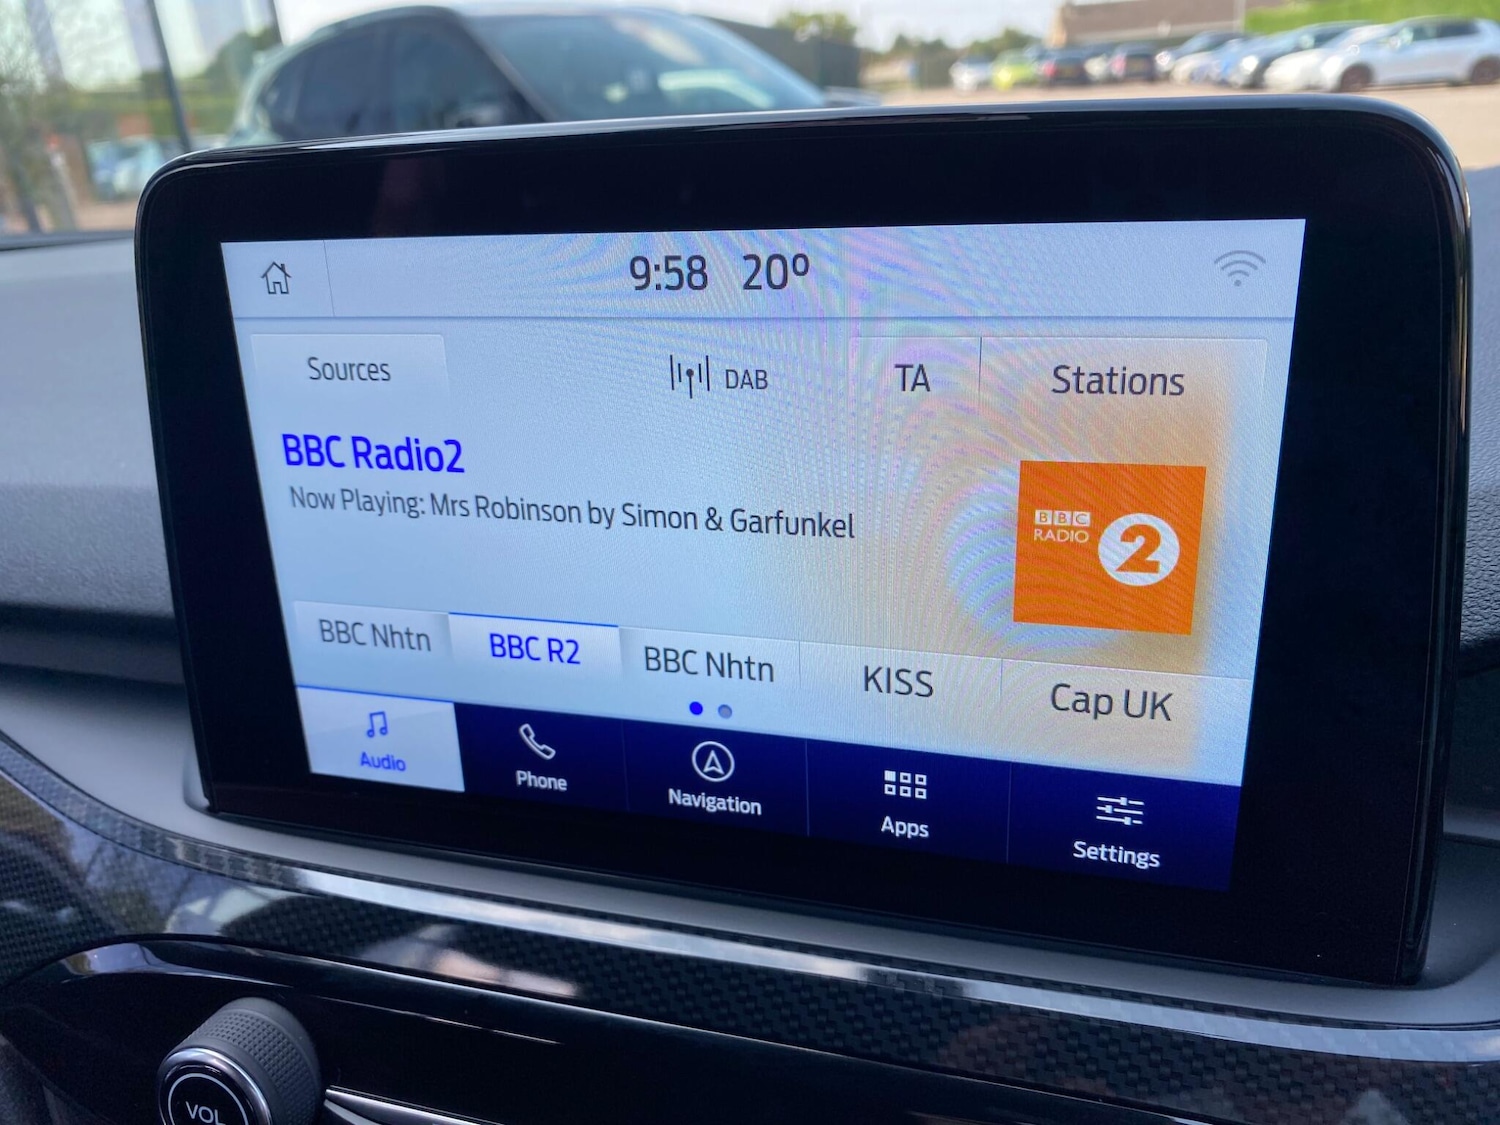 9:58 20°
Sources DAB TA Stations
BBC Radio2
Now Playing: Mrs Robinson by Simon & Garfunkel
BBC
RADIO 2
BBC Nhtn BBC R2 BBC Nhtn KISS Cap UK
Audio Phone Navigation Apps Settings
VOL